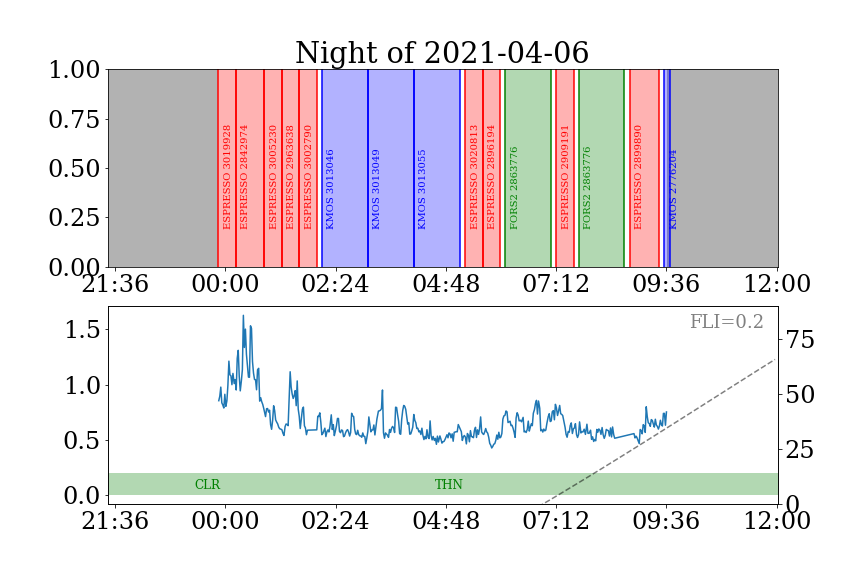 Night of 2021-04-06
1.00
0.75
0.50
0.25
0.00
ESPRESSO 3019928
ESPRESSO 2842974
ESPRESSO 3005230
ESPRESSO 2963638
ESPRESSO 3002790
KMOS 3013046
KMOS 3013049
KMOS 3013055
ESPRESSO 3020813
ESPRESSO 2896194
FORS2 2863776
ESPRESSO 2909191
FORS2 2863776
ESPRESSO 2899890
KMOS 2776204
21:36 00:00 02:24 04:48 07:12 09:36 12:00
FLI=0.2
1.5
1.0
0.5
0.0
75
50
25
0
CLR THN
21:36 00:00 02:24 04:48 07:12 09:36 12:00